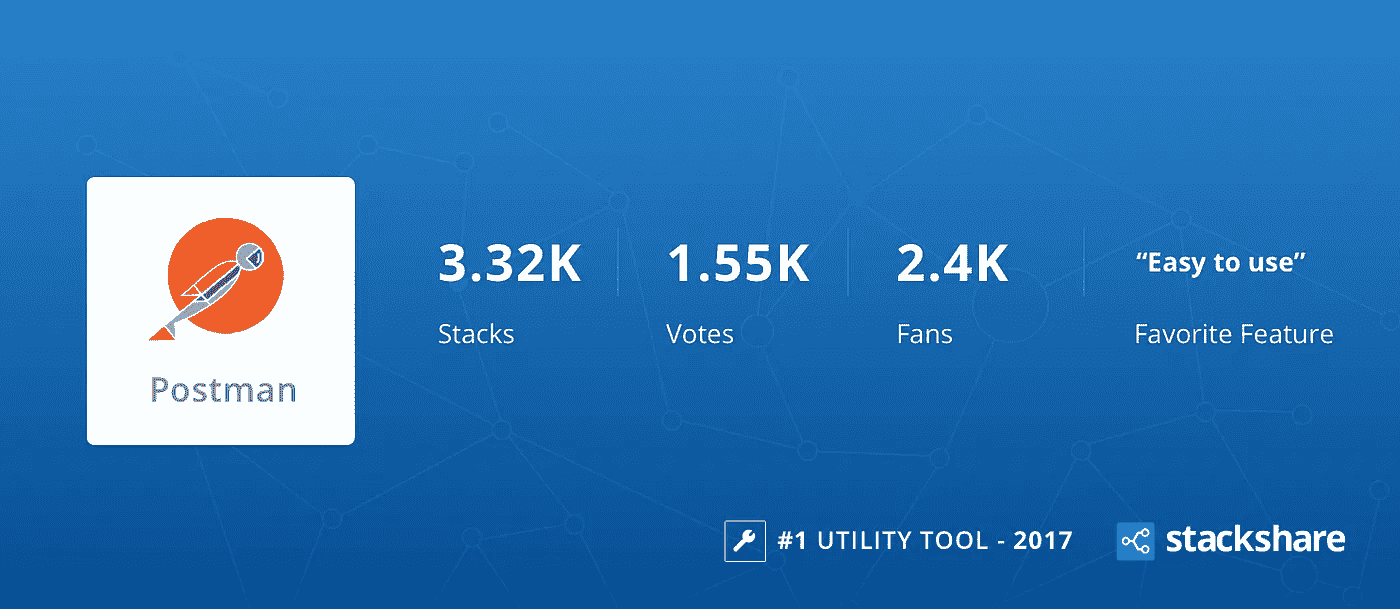 Postman
3.32K
Stacks
1.55K
Votes
2.4K
Fans
“Easy to use”
Favorite Feature
#1 UTILITY TOOL - 2017
stackshare